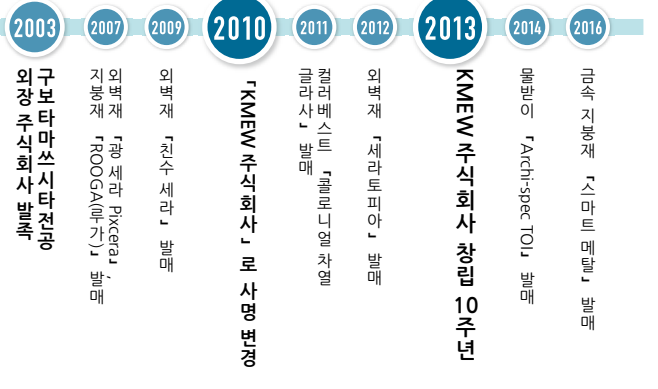 2003
구보타마쓰시타전공
외장 주식회사 발족
2007
외벽재 「광 세라 Pixcera」,
지붕재 「ROOGA(루가)」 발매
2009
외벽재 「친수 세라」 발매
2010
「KMEW 주식회사」로 사명 변경
2011
컬러베스트 「콜로니얼 차열
글라사」 발매
2012
외벽재 「세라토피아」 발매
2013
KMEW 주식회사 창립 10주년
2014
물받이 「Archi-spec TOI」 발매
2016
금속 지붕재 「스마트 메탈」 발매